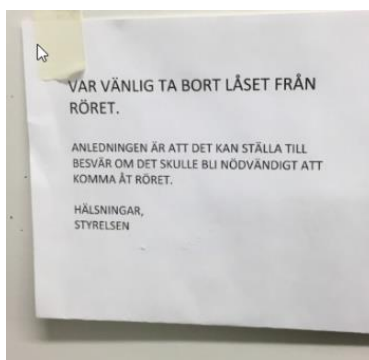 VAR VÄNLIG TA BORT LÅSET FRÅN
RÖRET.
ANLEDNINGEN ÄR ATT DET KAN STÄLLA TILL
BESVÄR OM DET SKULLE BLI NÖDVÄNDIGT ATT
KOMMA ÅT RÖRET.
HÄLSNINGAR,
STYRELSEN